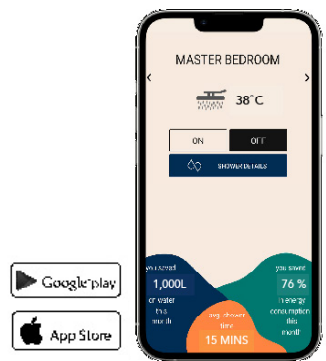 MASTER BEDROOM
38°C
ON
OFF
SHOWER DETAILS
you saved
1,000L
on water
this
month
you saved
76 %
in energy
consumption
this
month
avg. shower
time
15 MINS
Google play
App Store